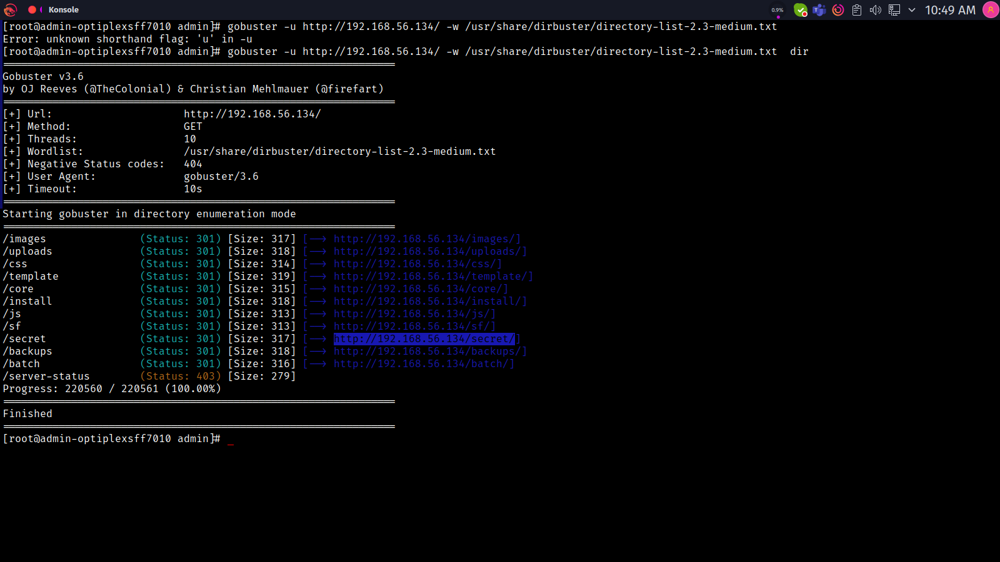 Konsole
0.9%
10:49 AM
[root@admin-optiplexsff7010 admin]# gobuster -u http://192.168.56.134/ -w /usr/share/dirbuster/directory-list-2.3-medium.txt
Error: unknown shorthand flag: 'u' in -u
[root@admin-optiplexsff7010 admin]# gobuster -u http://192.168.56.134/ -w /usr/share/dirbuster/directory-list-2.3-medium.txt  dir
===============================================================
Gobuster v3.6
by OJ Reeves (@TheColonial) & Christian Mehlmauer (@firefart)
===============================================================
[+] Url:                     http://192.168.56.134/
[+] Method:                  GET
[+] Threads:                 10
[+] Wordlist:                /usr/share/dirbuster/directory-list-2.3-medium.txt
[+] Negative Status codes:   404
[+] User Agent:              gobuster/3.6
[+] Timeout:                 10s
===============================================================
Starting gobuster in directory enumeration mode
===============================================================
/images               (Status: 301) [Size: 317] [--> http://192.168.56.134/images/]
/uploads              (Status: 301) [Size: 318] [--> http://192.168.56.134/uploads/]
/css                  (Status: 301) [Size: 314] [--> http://192.168.56.134/css/]
/template             (Status: 301) [Size: 319] [--> http://192.168.56.134/template/]
/core                 (Status: 301) [Size: 315] [--> http://192.168.56.134/core/]
/install              (Status: 301) [Size: 318] [--> http://192.168.56.134/install/]
/js                   (Status: 301) [Size: 313] [--> http://192.168.56.134/js/]
/sf                   (Status: 301) [Size: 313] [--> http://192.168.56.134/sf/]
/secret               (Status: 301) [Size: 317] [--> http://192.168.56.134/secret/]
/backups              (Status: 301) [Size: 318] [--> http://192.168.56.134/backups/]
/batch                (Status: 301) [Size: 316] [--> http://192.168.56.134/batch/]
/server-status        (Status: 403) [Size: 279]
Progress: 220560 / 220561 (100.00%)
===============================================================
Finished
===============================================================
[root@admin-optiplexsff7010 admin]# _